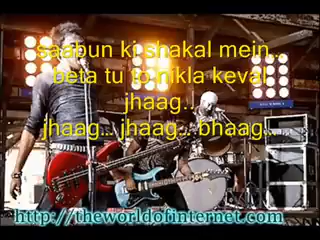 saabun ki shakal mein...
beta tu to nikla keval
jhaag...
jhaag... jhaag... bhaag...
http://theworldofinternet.com